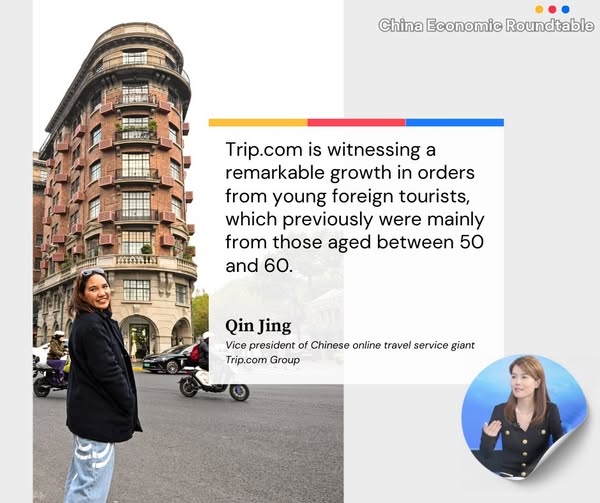 China Economic Roundtable
Trip.com is witnessing a
remarkable growth in orders
from young foreign tourists,
which previously were mainly
from those aged between 50
and 60.
Qin Jing
Vice president of Chinese online travel service giant
Trip.com Group